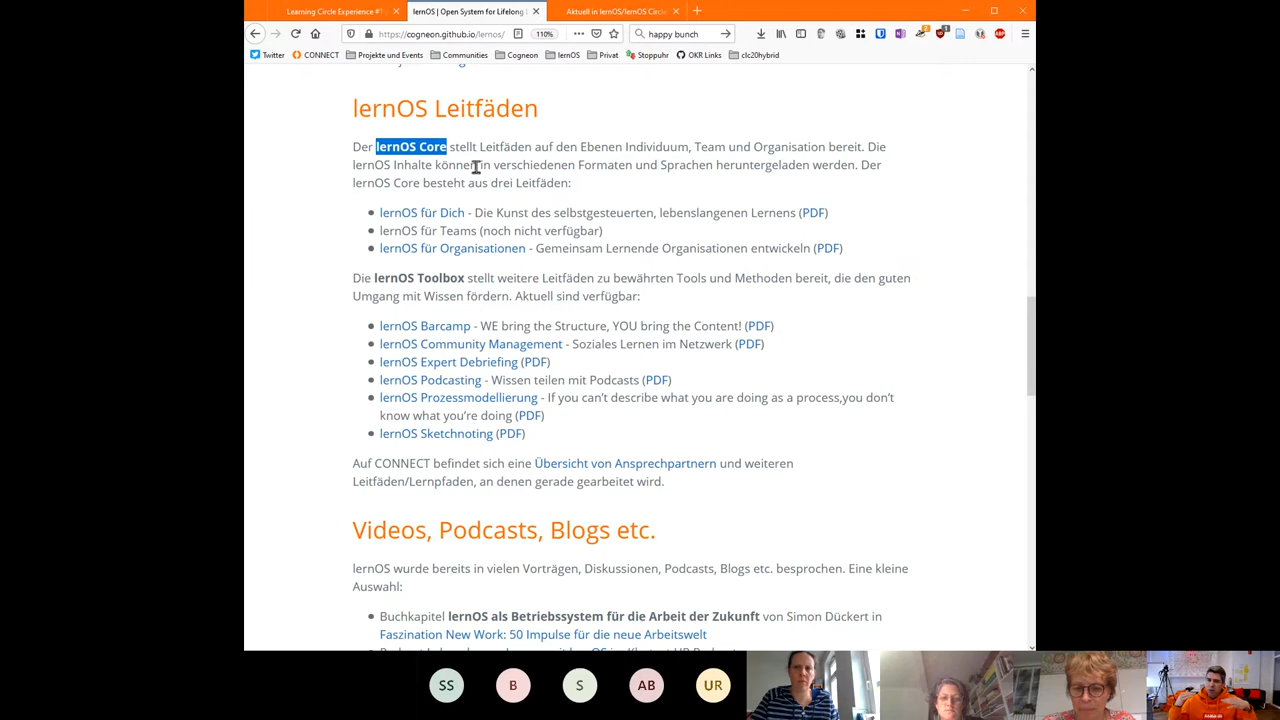 Learning Circle Experience #1
lernOS | Open System for Lifelong
Aktuell in lernOS/lernOS Circle
https://cogneon.github.io/lernos/
110%
happy bunch
Twitter
CONNECT
Projekte und Events
Communities
Cogneon
lernOS
Privat
Stoppuhr
OKR Links
clc20hybrid
lernOS Leitfäden
Der lernOS Core stellt Leitfäden auf den Ebenen Individuum, Team und Organisation bereit. Die
lernOS Inhalte können in verschiedenen Formaten und Sprachen heruntergeladen werden. Der
lernOS Core besteht aus drei Leitfäden:
lernOS für Dich - Die Kunst des selbstgesteuerten, lebenslangenen Lernens (PDF)
lernOS für Teams (noch nicht verfügbar)
lernOS für Organisationen - Gemeinsam Lernende Organisationen entwickeln (PDF)
Die lernOS Toolbox stellt weitere Leitfäden zu bewährten Tools und Methoden bereit, die den guten
Umgang mit Wissen fördern. Aktuell sind verfügbar:
lernOS Barcamp - WE bring the Structure, YOU bring the Content! (PDF)
lernOS Community Management - Soziales Lernen im Netzwerk (PDF)
lernOS Expert Debriefing (PDF)
lernOS Podcasting - Wissen teilen mit Podcasts (PDF)
lernOS Prozessmodellierung - If you can’t describe what you are doing as a process,you don’t
know what you’re doing (PDF)
lernOS Sketchnoting (PDF)
Auf CONNECT befindet sich eine Übersicht von Ansprechpartnern und weiteren
Leitfäden/Lernpfaden, an denen gerade gearbeitet wird.
Videos, Podcasts, Blogs etc.
lernOS wurde bereits in vielen Vorträgen, Diskussionen, Podcasts, Blogs etc. besprochen. Eine kleine
Auswahl:
Buchkapitel lernOS als Betriebssystem für die Arbeit der Zukunft von Simon Dückert in
Faszination New Work: 50 Impulse für die neue Arbeitswelt
SS
B
S
AB
UR